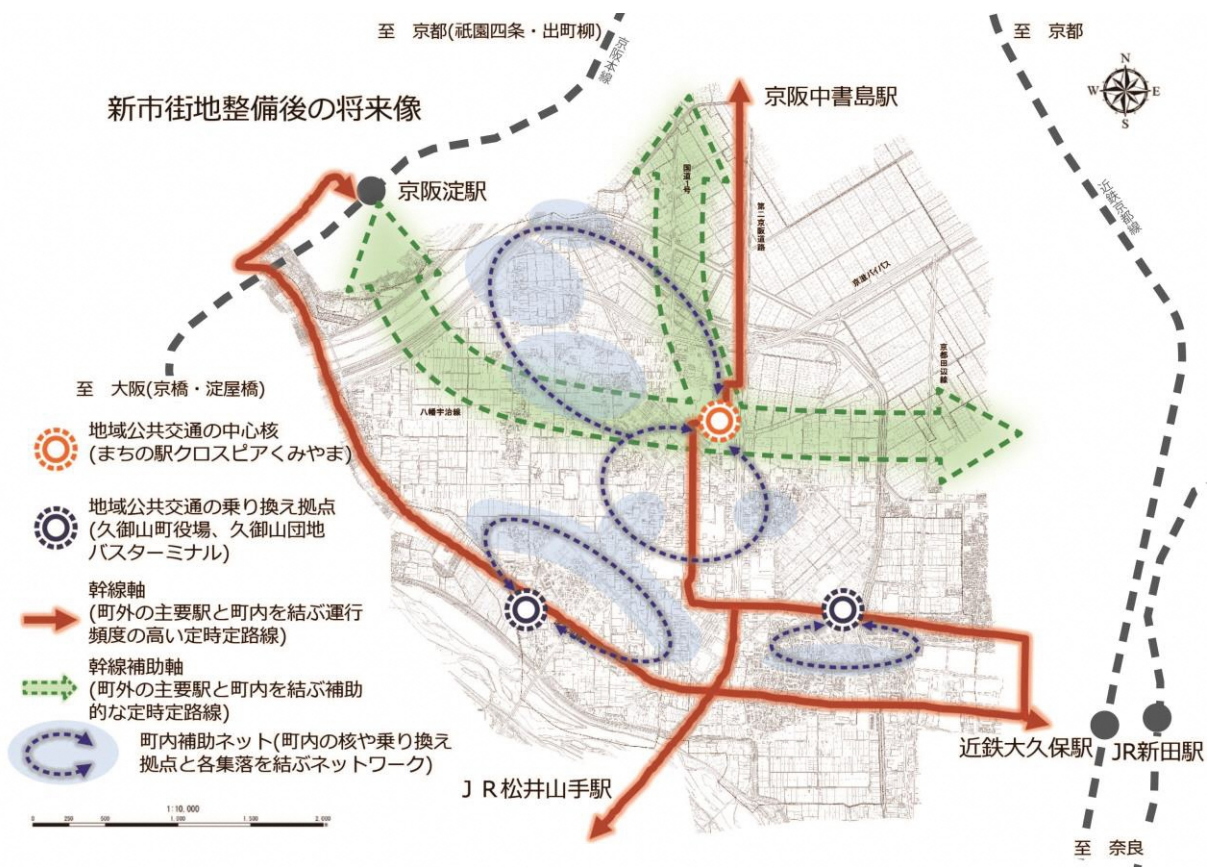 至 京都(祇園四条・出町柳)
京阪本線
至 京都
N
W
E
S
新市街地整備後の将来像
京阪中書島駅
京阪淀駅
国道1号
第二京阪道路
近鉄京都線
京滋バイパス
京都田辺線
至 大阪(京橋・淀屋橋)
八幡宇治線
地域公共交通の中心核
(まちの駅クロスピアくみやま)
地域公共交通の乗り換え拠点
(久御山町役場、久御山団地
バスターミナル)
幹線軸
(町外の主要駅と町内を結ぶ運行
頻度の高い定時定路線)
幹線補助軸
(町外の主要駅と町内を結ぶ補助
的な定時定路線)
町内補助ネット(町内の核や乗り換え
拠点と各集落を結ぶネットワーク)
近鉄大久保駅
JR新田駅
ＪＲ松井山手駅
1:10,000
0 250 500 1,000 1,500 2,000
至 奈良